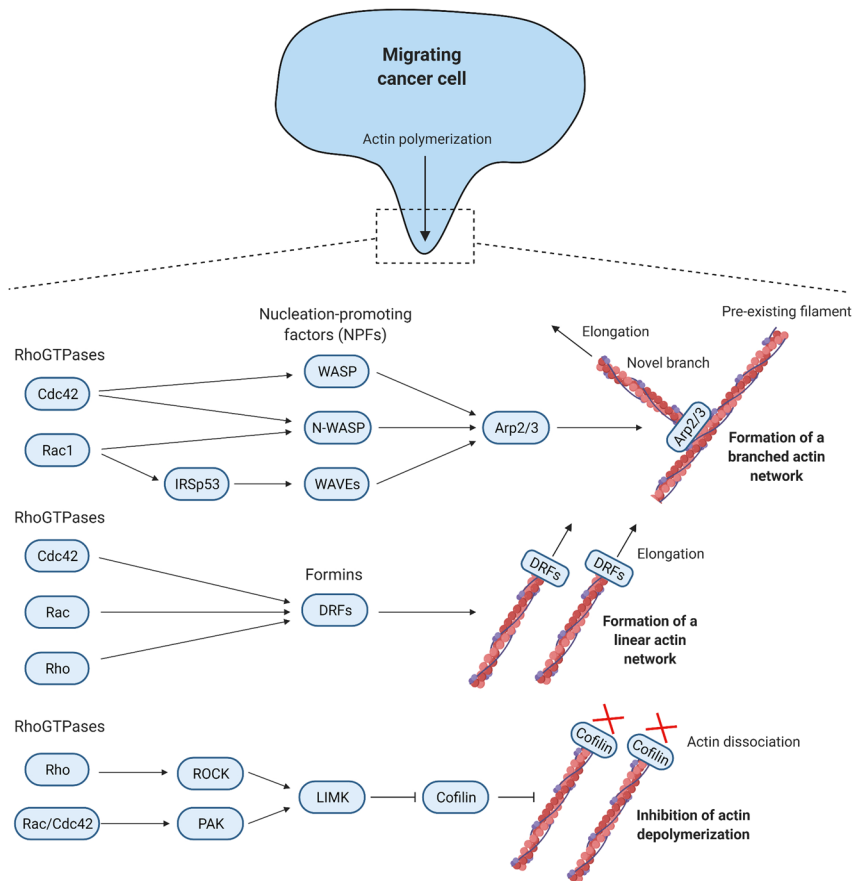 Migrating
cancer cell
Actin polymerization
Nucleation-promoting
factors (NPFs)
RhoGTPases
Cdc42
Rac1
IRSp53
WASP
N-WASP
WAVEs
Arp2/3
Elongation
Novel branch
Pre-existing filament
Arp2/3
Formation of a
branched actin
network
RhoGTPases
Cdc42
Rac
Rho
Formins
DRFs
DRFs
DRFs
Elongation
Formation of a
linear actin
network
RhoGTPases
Rho
Rac/Cdc42
ROCK
PAK
LIMK
Cofilin
Cofilin
Cofilin
Actin dissociation
Inhibition of actin
depolymerization